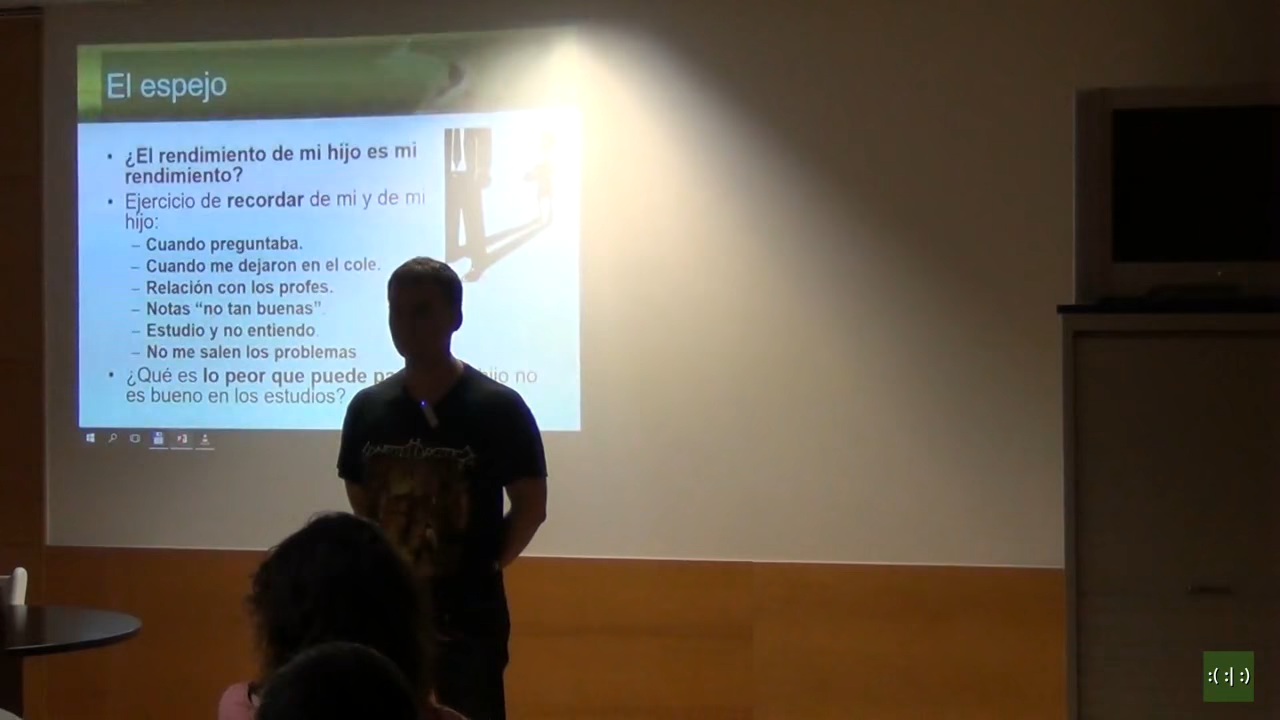 El espejo
• ¿El rendimiento de mi hijo es mi
rendimiento?
• Ejercicio de recordar de mi y de mi
hijo:
– Cuando preguntaba.
– Cuando me dejaron en el cole.
– Relación con los profes.
– Notas “no tan buenas”.
– Estudio y no entiendo.
– No me salen los problemas
• ¿Qué es lo peor que puede hijo no
es bueno en los estudios?
:( :| :)